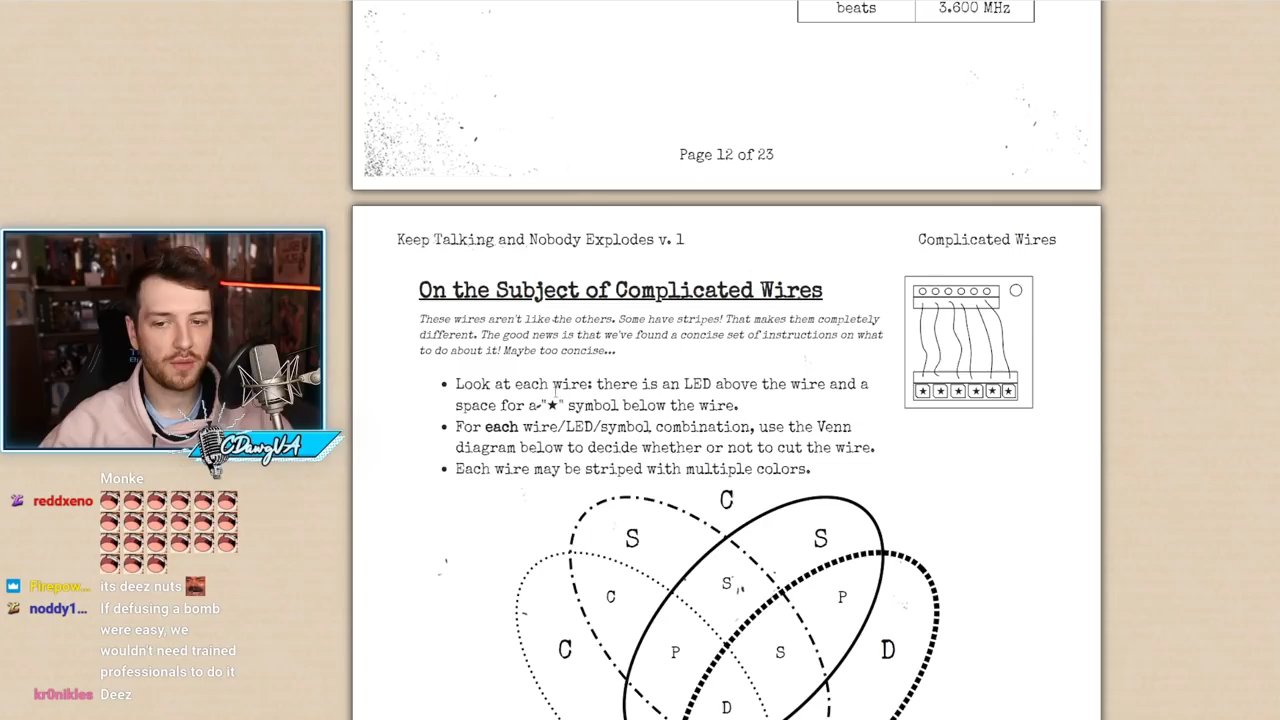 beats 3.600 MHz
Page 12 of 23
Keep Talking and Nobody Explodes v. 1
Complicated Wires
On the Subject of Complicated Wires
These wires aren't like the others. Some have stripes! That makes them completely
different. The good news is that we've found a concise set of instructions on what
to do about it! Maybe too concise...
• Look at each wire: there is an LED above the wire and a
space for a "★" symbol below the wire.
• For each wire/LED/symbol combination, use the Venn
diagram below to decide whether or not to cut the wire.
• Each wire may be striped with multiple colors.
C
S S
S
C P
C P S D
D
CDawgVA
Monke
reddxeno
Firepow... its deez nuts
noddy1... If defusing a bomb
were easy, we
wouldn't need trained
professionals to do it
kr0nikles Deez